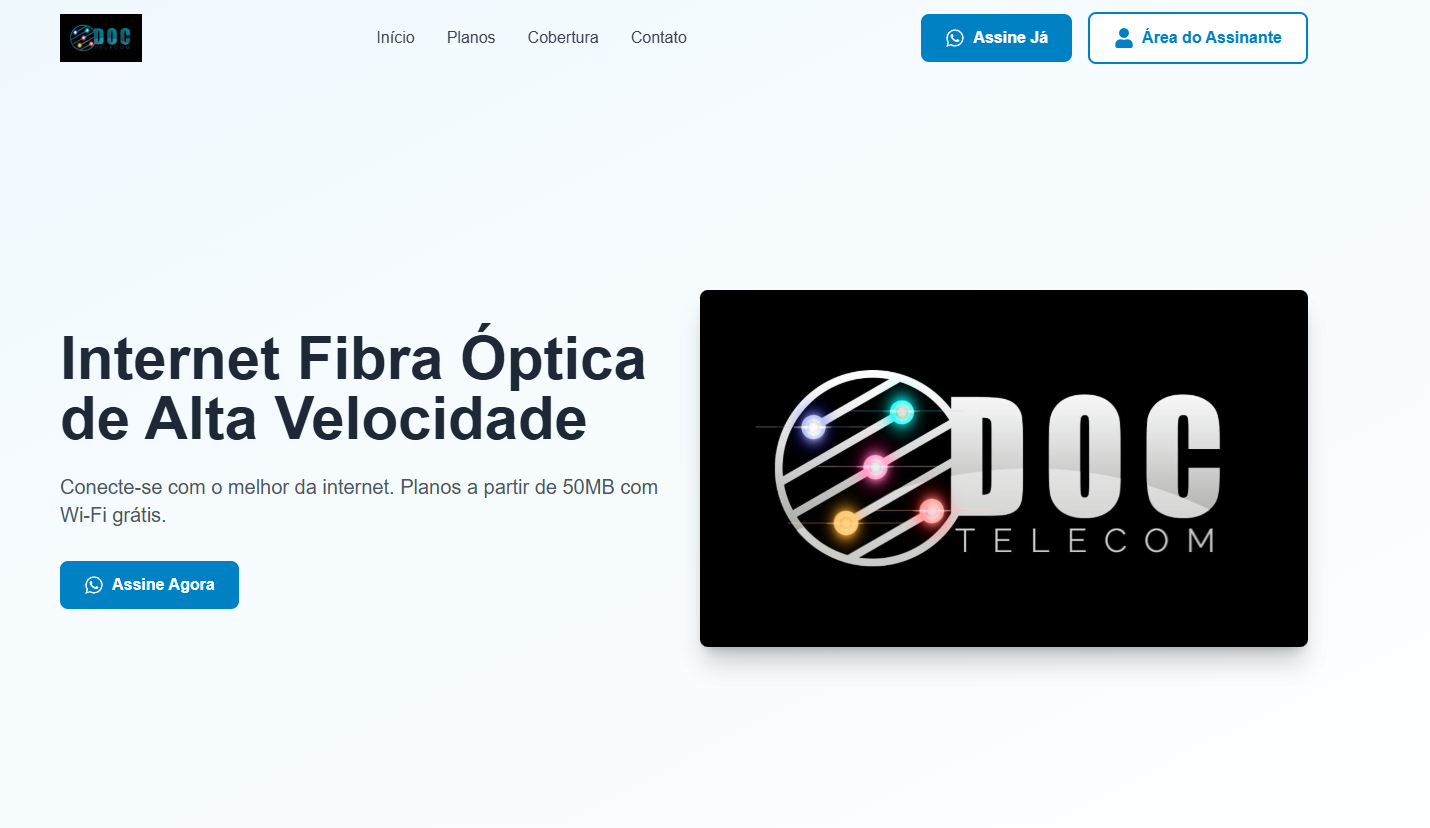 DOC
TELECOM
Início
Planos
Cobertura
Contato
Assine Já
Área do Assinante
Internet Fibra Óptica
de Alta Velocidade
Conecte-se com o melhor da internet. Planos a partir de 50MB com
Wi-Fi grátis.
Assine Agora
DOC
TELECOM